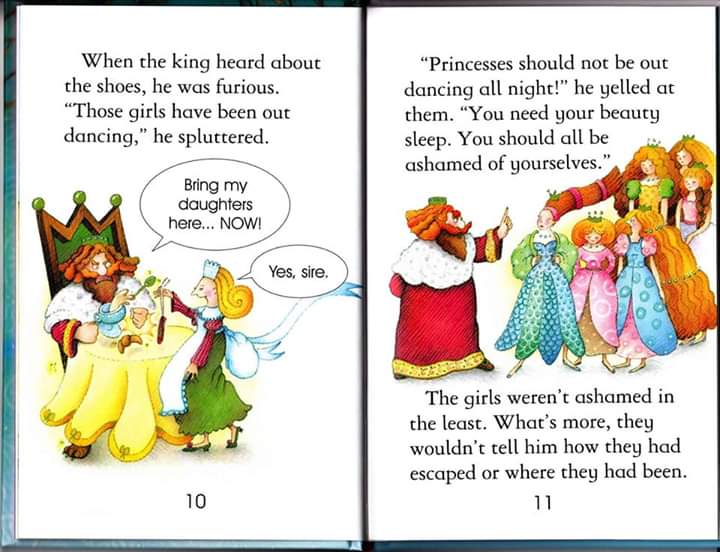 When the king heard about
the shoes, he was furious.
“Those girls have been out
dancing,” he spluttered.
Bring my
daughters
here... NOW!
Yes, sire.
10
“Princesses should not be out
dancing all night!” he yelled at
them. “You need your beauty
sleep. You should all be
ashamed of yourselves.”
The girls weren’t ashamed in
the least. What’s more, they
wouldn’t tell him how they had
escaped or where they had been.
11